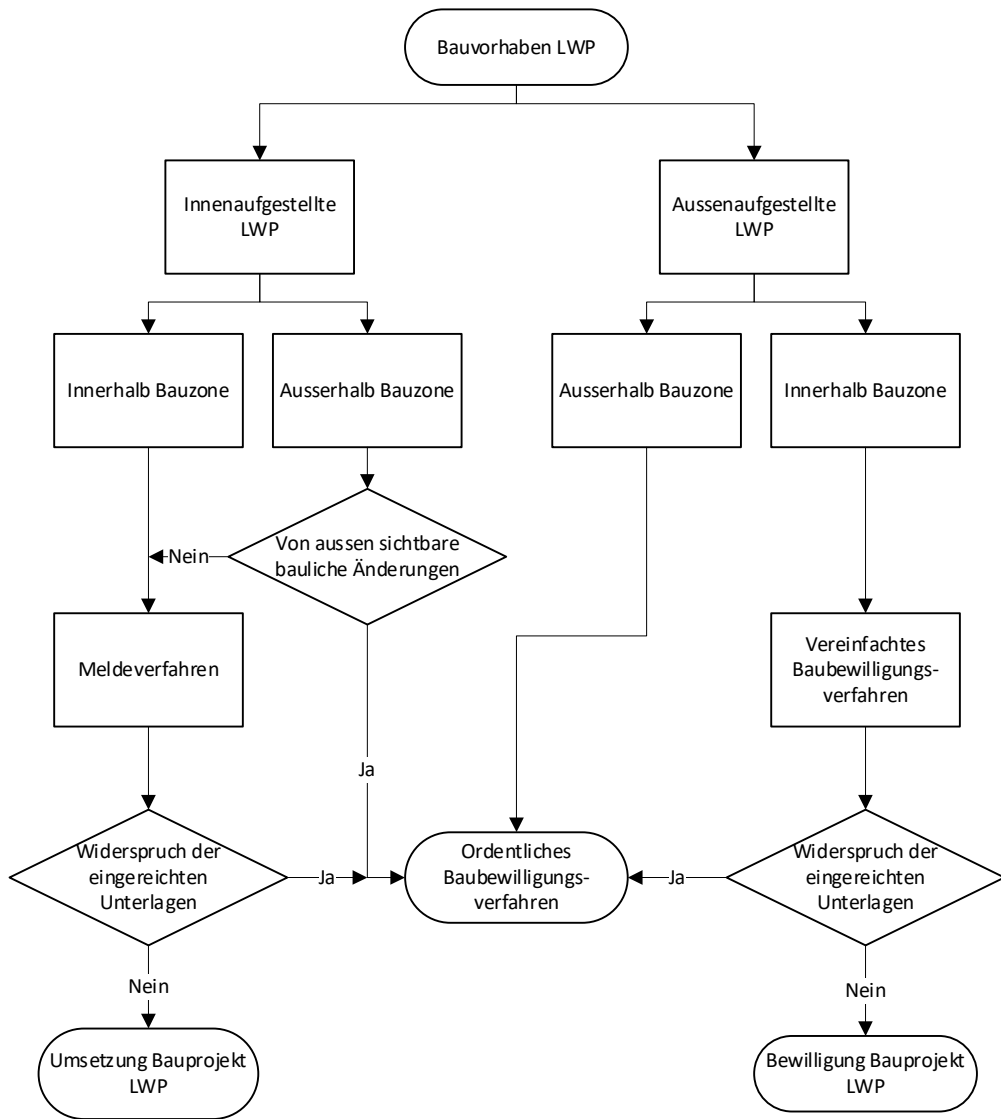 Bauvorhaben LWP
Innenaufgestellte
LWP
Aussenaufgestellte
LWP
Innerhalb Bauzone
Ausserhalb Bauzone
Ausserhalb Bauzone
Innerhalb Bauzone
Nein
Von aussen sichtbare
bauliche Änderungen
Meldeverfahren
Vereinfachtes
Baubewilligungs-
verfahren
Ja
Widerspruch der
eingereichten
Unterlagen
Ja
Ordentliches
Baubewilligungs-
verfahren
Ja
Widerspruch der
eingereichten
Unterlagen
Nein
Nein
Umsetzung Bauprojekt
LWP
Bewilligung Bauprojekt
LWP